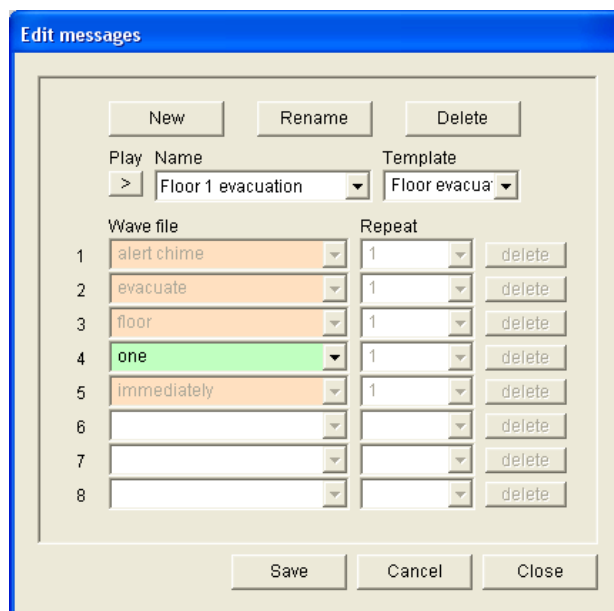 Edit messages
New Rename Delete
Play Name Template
> Floor 1 evacuation Floor evacuat
Wave file Repeat
1 alert chime 1 delete
2 evacuate 1 delete
3 floor 1 delete
4 one 1 delete
5 immediately 1 delete
6 delete
7 delete
8 delete
Save Cancel Close